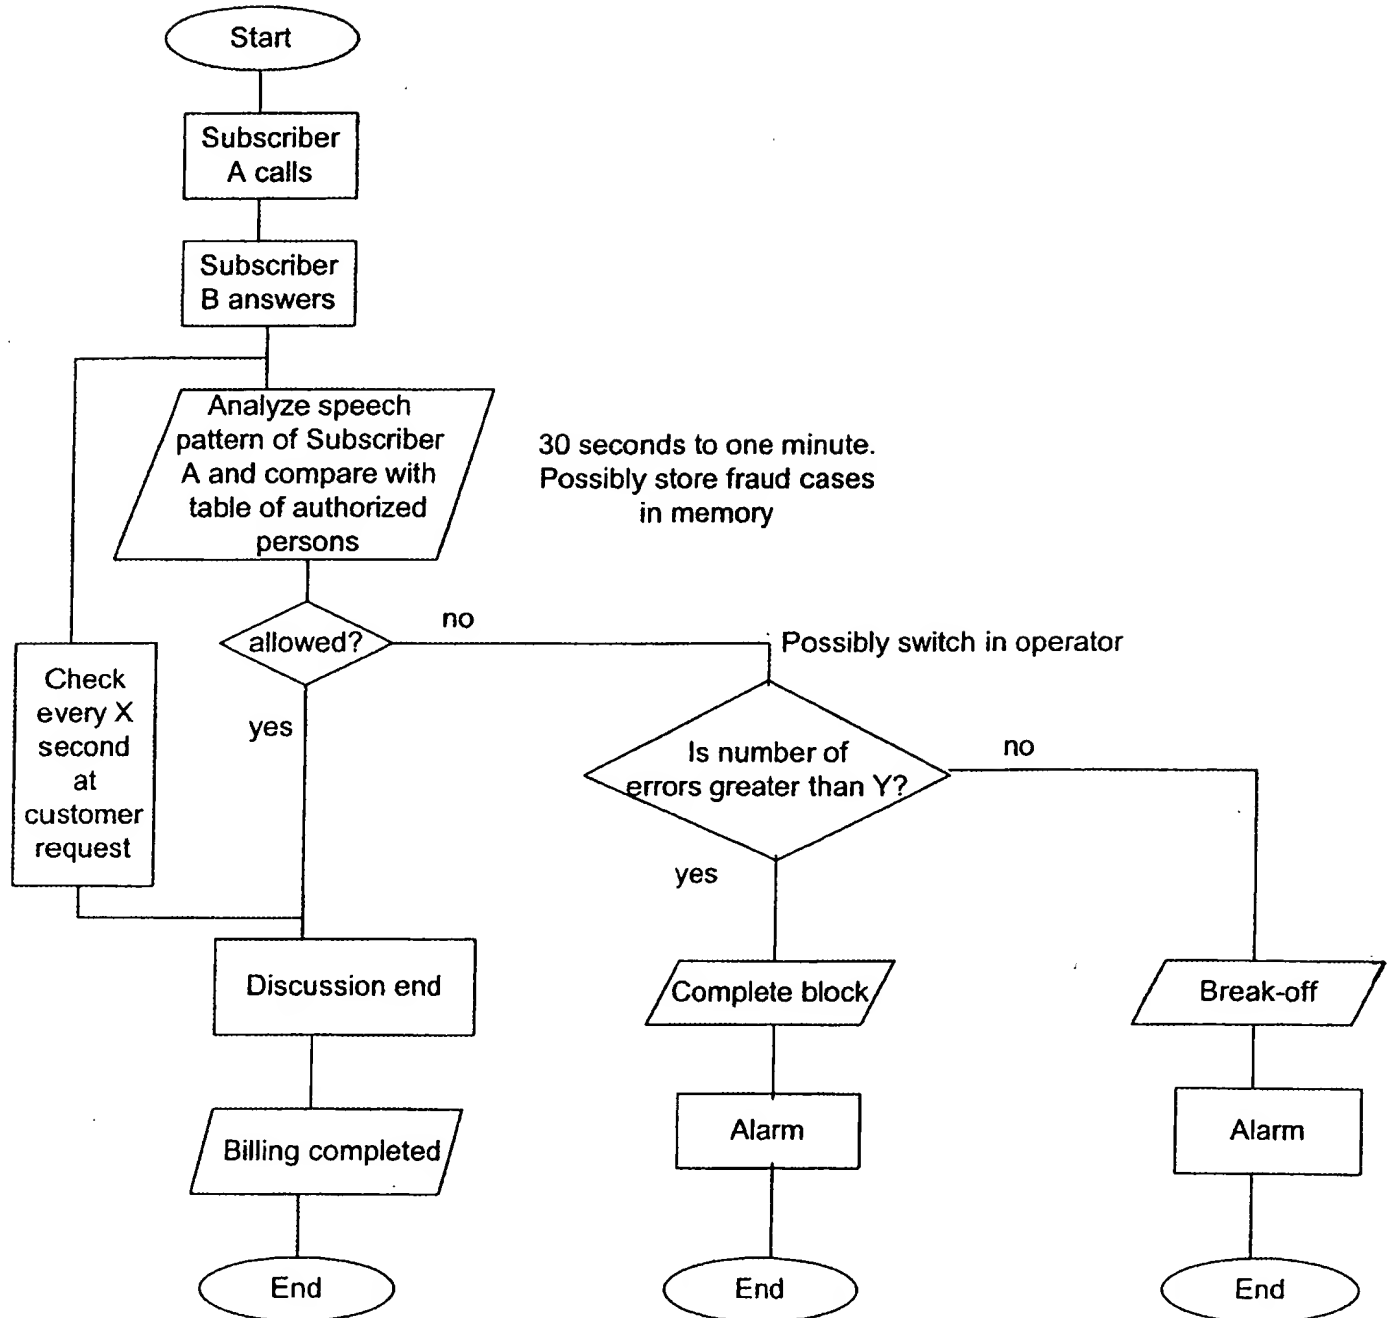 Start
Subscriber
A calls
Subscriber
B answers
Analyze speech
pattern of Subscriber
A and compare with
table of authorized
persons
30 seconds to one minute.
Possibly store fraud cases
in memory
allowed?
no
Possibly switch in operator
yes
Check
every X
second
at
customer
request
Is number of
errors greater than Y?
no
yes
Discussion end
Complete block
Break-off
Billing completed
Alarm
Alarm
End
End
End